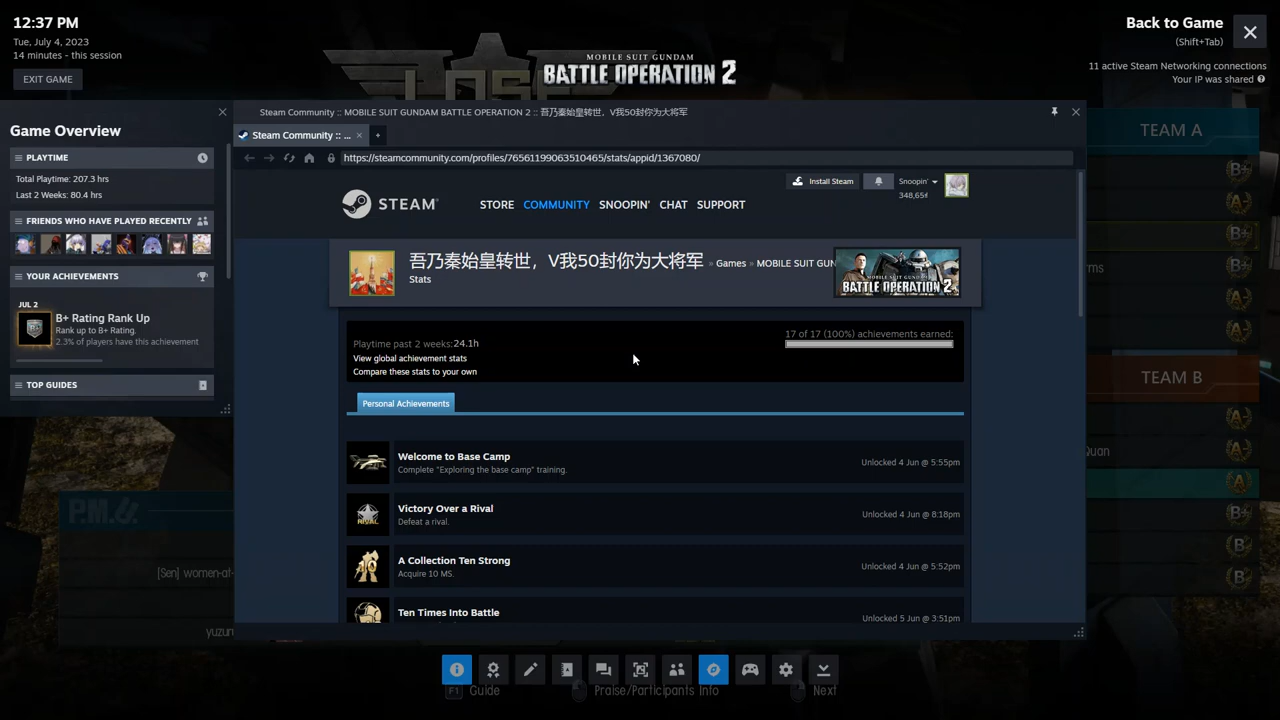 12:37 PM
Tue, July 4, 2023
14 minutes - this session
EXIT GAME
MOBILE SUIT GUNDAM
BATTLE OPERATION 2
Back to Game
(Shift+Tab)
11 active Steam Networking connections
Your IP was shared
Game Overview
PLAYTIME
Total Playtime: 207.3 hrs
Last 2 Weeks: 80.4 hrs
FRIENDS WHO HAVE PLAYED RECENTLY
YOUR ACHIEVEMENTS
JUL 2
B+ Rating Rank Up
Rank up to B+ Rating.
2.3% of players have this achievement
TOP GUIDES
Steam Community :: MOBILE SUIT GUNDAM BATTLE OPERATION 2 :: 吾乃秦始皇转世，V我50封你为大将军
Steam Community :: ...
https://steamcommunity.com/profiles/76561199063510465/stats/appid/1367080/
Install Steam
Snoopin'
348,65₴
STEAM®
STORE COMMUNITY SNOOPIN' CHAT SUPPORT
吾乃秦始皇转世，V我50封你为大将军 » Games » MOBILE SUIT GUN
Stats
MOBILE SUIT GUNDAM
BATTLE OPERATION 2
Playtime past 2 weeks: 24.1h
View global achievement stats
Compare these stats to your own
17 of 17 (100%) achievements earned:
Personal Achievements
Welcome to Base Camp
Complete "Exploring the base camp" training.
Unlocked 4 Jun @ 5:55pm
RIVAL
Victory Over a Rival
Defeat a rival.
Unlocked 4 Jun @ 8:18pm
10
A Collection Ten Strong
Acquire 10 MS.
Unlocked 4 Jun @ 5:52pm
Ten Times Into Battle
Unlocked 5 Jun @ 3:51pm
TEAM A
B+
A
B+
B+
A
A
TEAM B
A
A
Quan
A
B+
B
B
P.M.U.
[Sen] women-of-
yuzun
F1 Guide
Praise/Participants Info
Next